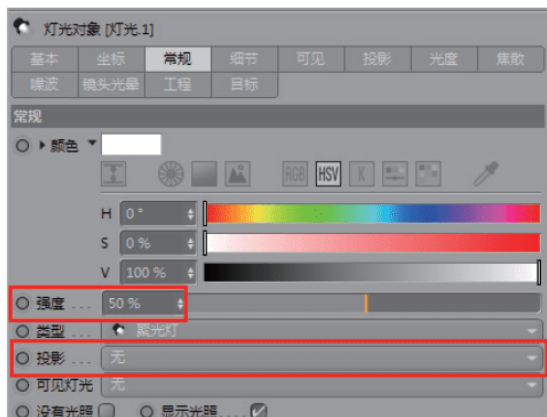 灯光对象 [灯光.1]
基本 坐标 常规 细节 可见 投影 光度 焦散
噪波 镜头光晕 工程 目标
常规
颜色
RGB HSV K
H 0°
S 0 %
V 100 %
强度 . . . 50 %
类型 . . . 聚光灯
投影 . . . 无
可见灯光 无
没有光照 显示光照 . . . .